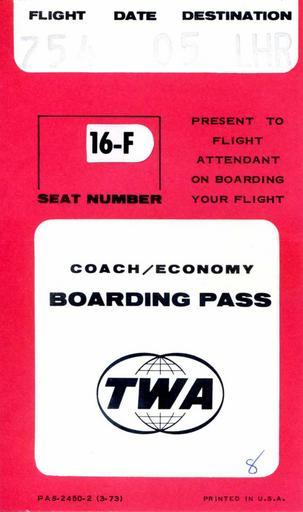 FLIGHT DATE DESTINATION
75A 05 LHR
16-F
SEAT NUMBER
PRESENT TO
FLIGHT
ATTENDANT
ON BOARDING
YOUR FLIGHT
COACH/ECONOMY
BOARDING PASS
TWA
8
PAS-2450-2 (3-73)
PRINTED IN U.S.A.